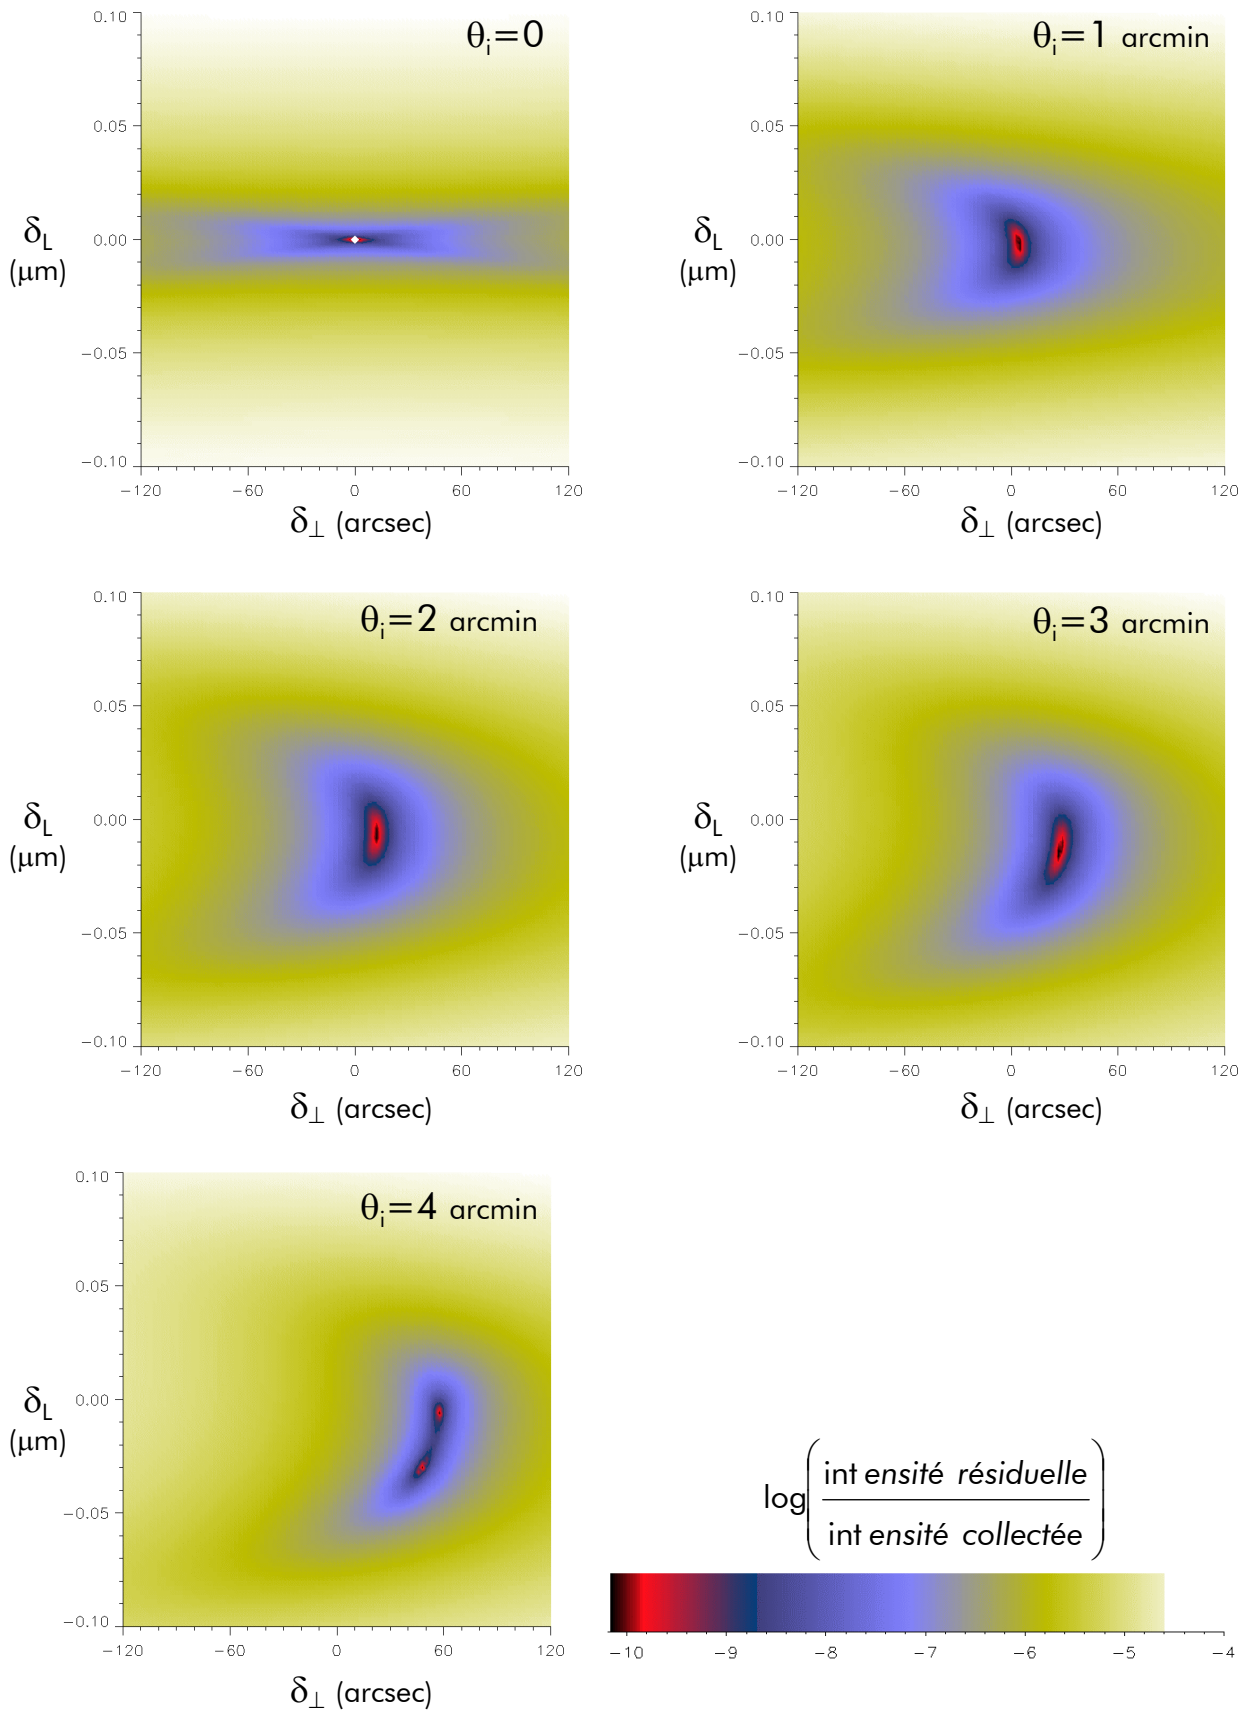 θi=0
0.10
0.05
0.00
−0.05
−0.10
δL
(μm)
−120 −60 0 60 120
δ⊥ (arcsec)
θi=1 arcmin
0.10
0.05
0.00
−0.05
−0.10
δL
(μm)
−120 −60 0 60 120
δ⊥ (arcsec)
θi=2 arcmin
0.10
0.05
0.00
−0.05
−0.10
δL
(μm)
−120 −60 0 60 120
δ⊥ (arcsec)
θi=3 arcmin
0.10
0.05
0.00
−0.05
−0.10
δL
(μm)
−120 −60 0 60 120
δ⊥ (arcsec)
θi=4 arcmin
0.10
0.05
0.00
−0.05
−0.10
δL
(μm)
−120 −60 0 60 120
δ⊥ (arcsec)
log(int ensité résiduelle
int ensité collectée)
−10 −9 −8 −7 −6 −5 −4